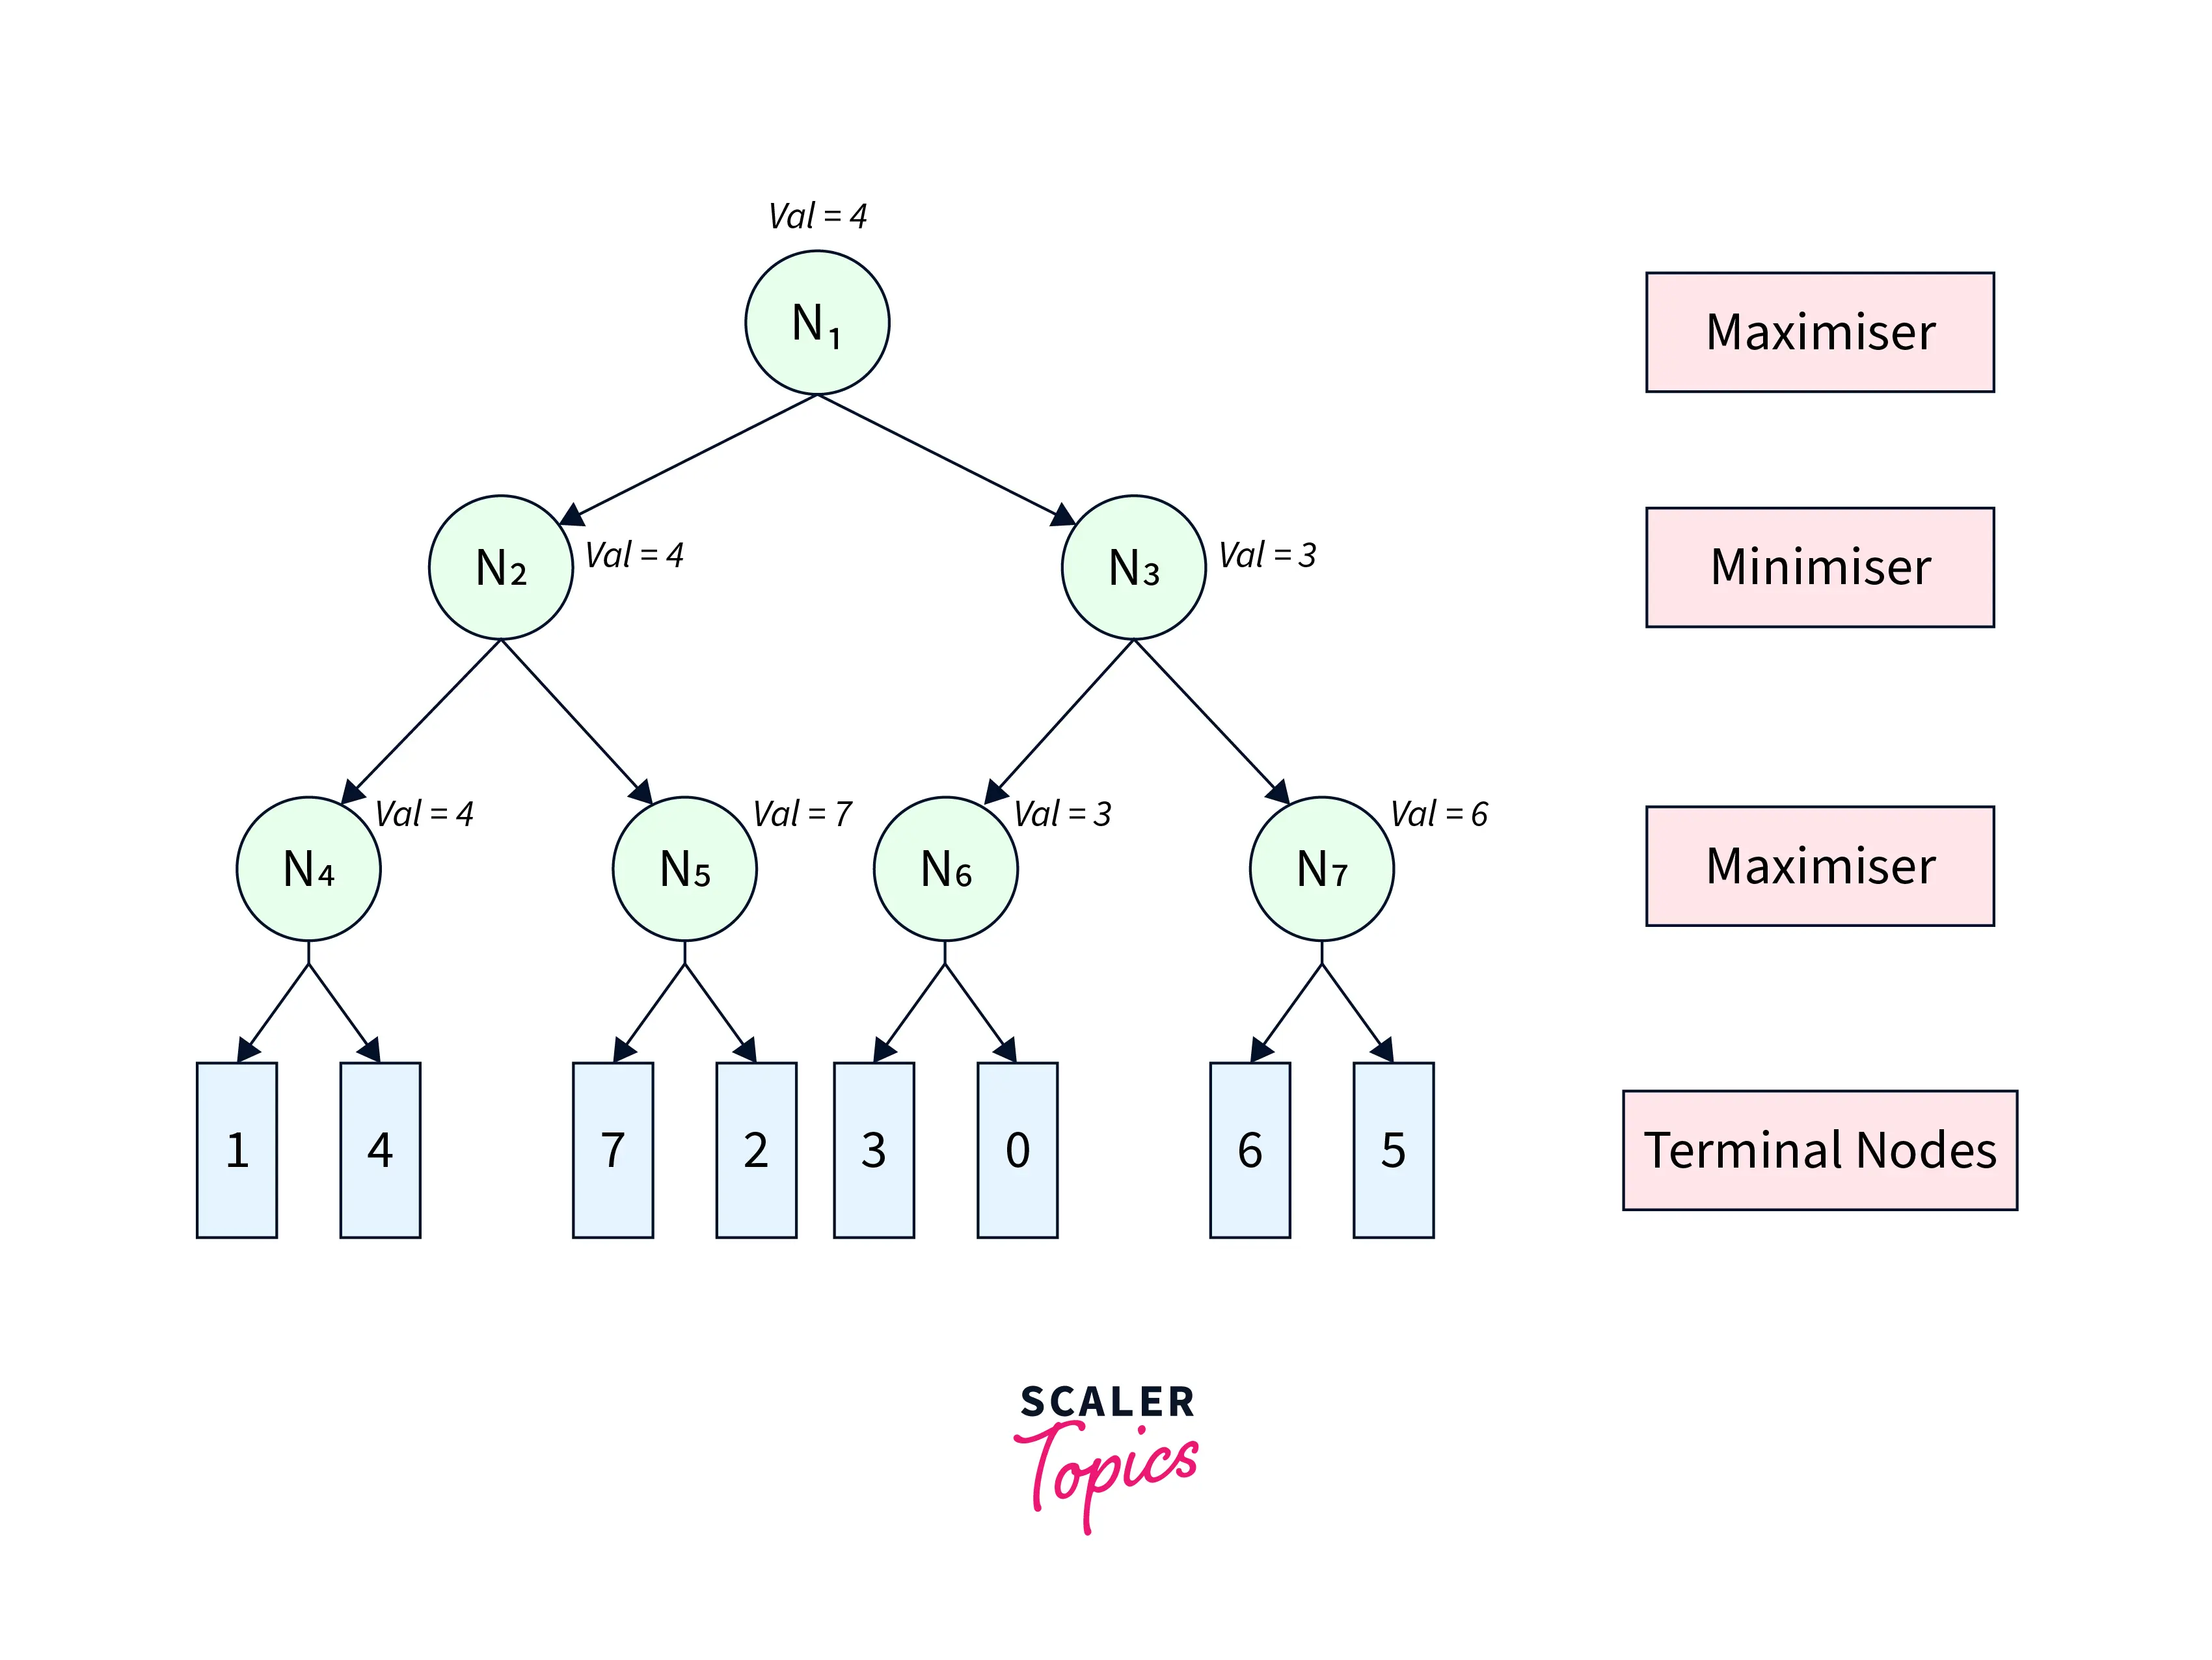 Val = 4
N1
Maximiser
N2
Val = 4
N3
Val = 3
Minimiser
N4
Val = 4
N5
Val = 7
N6
Val = 3
N7
Val = 6
Maximiser
1
4
7
2
3
0
6
5
Terminal Nodes
SCALER
Topics